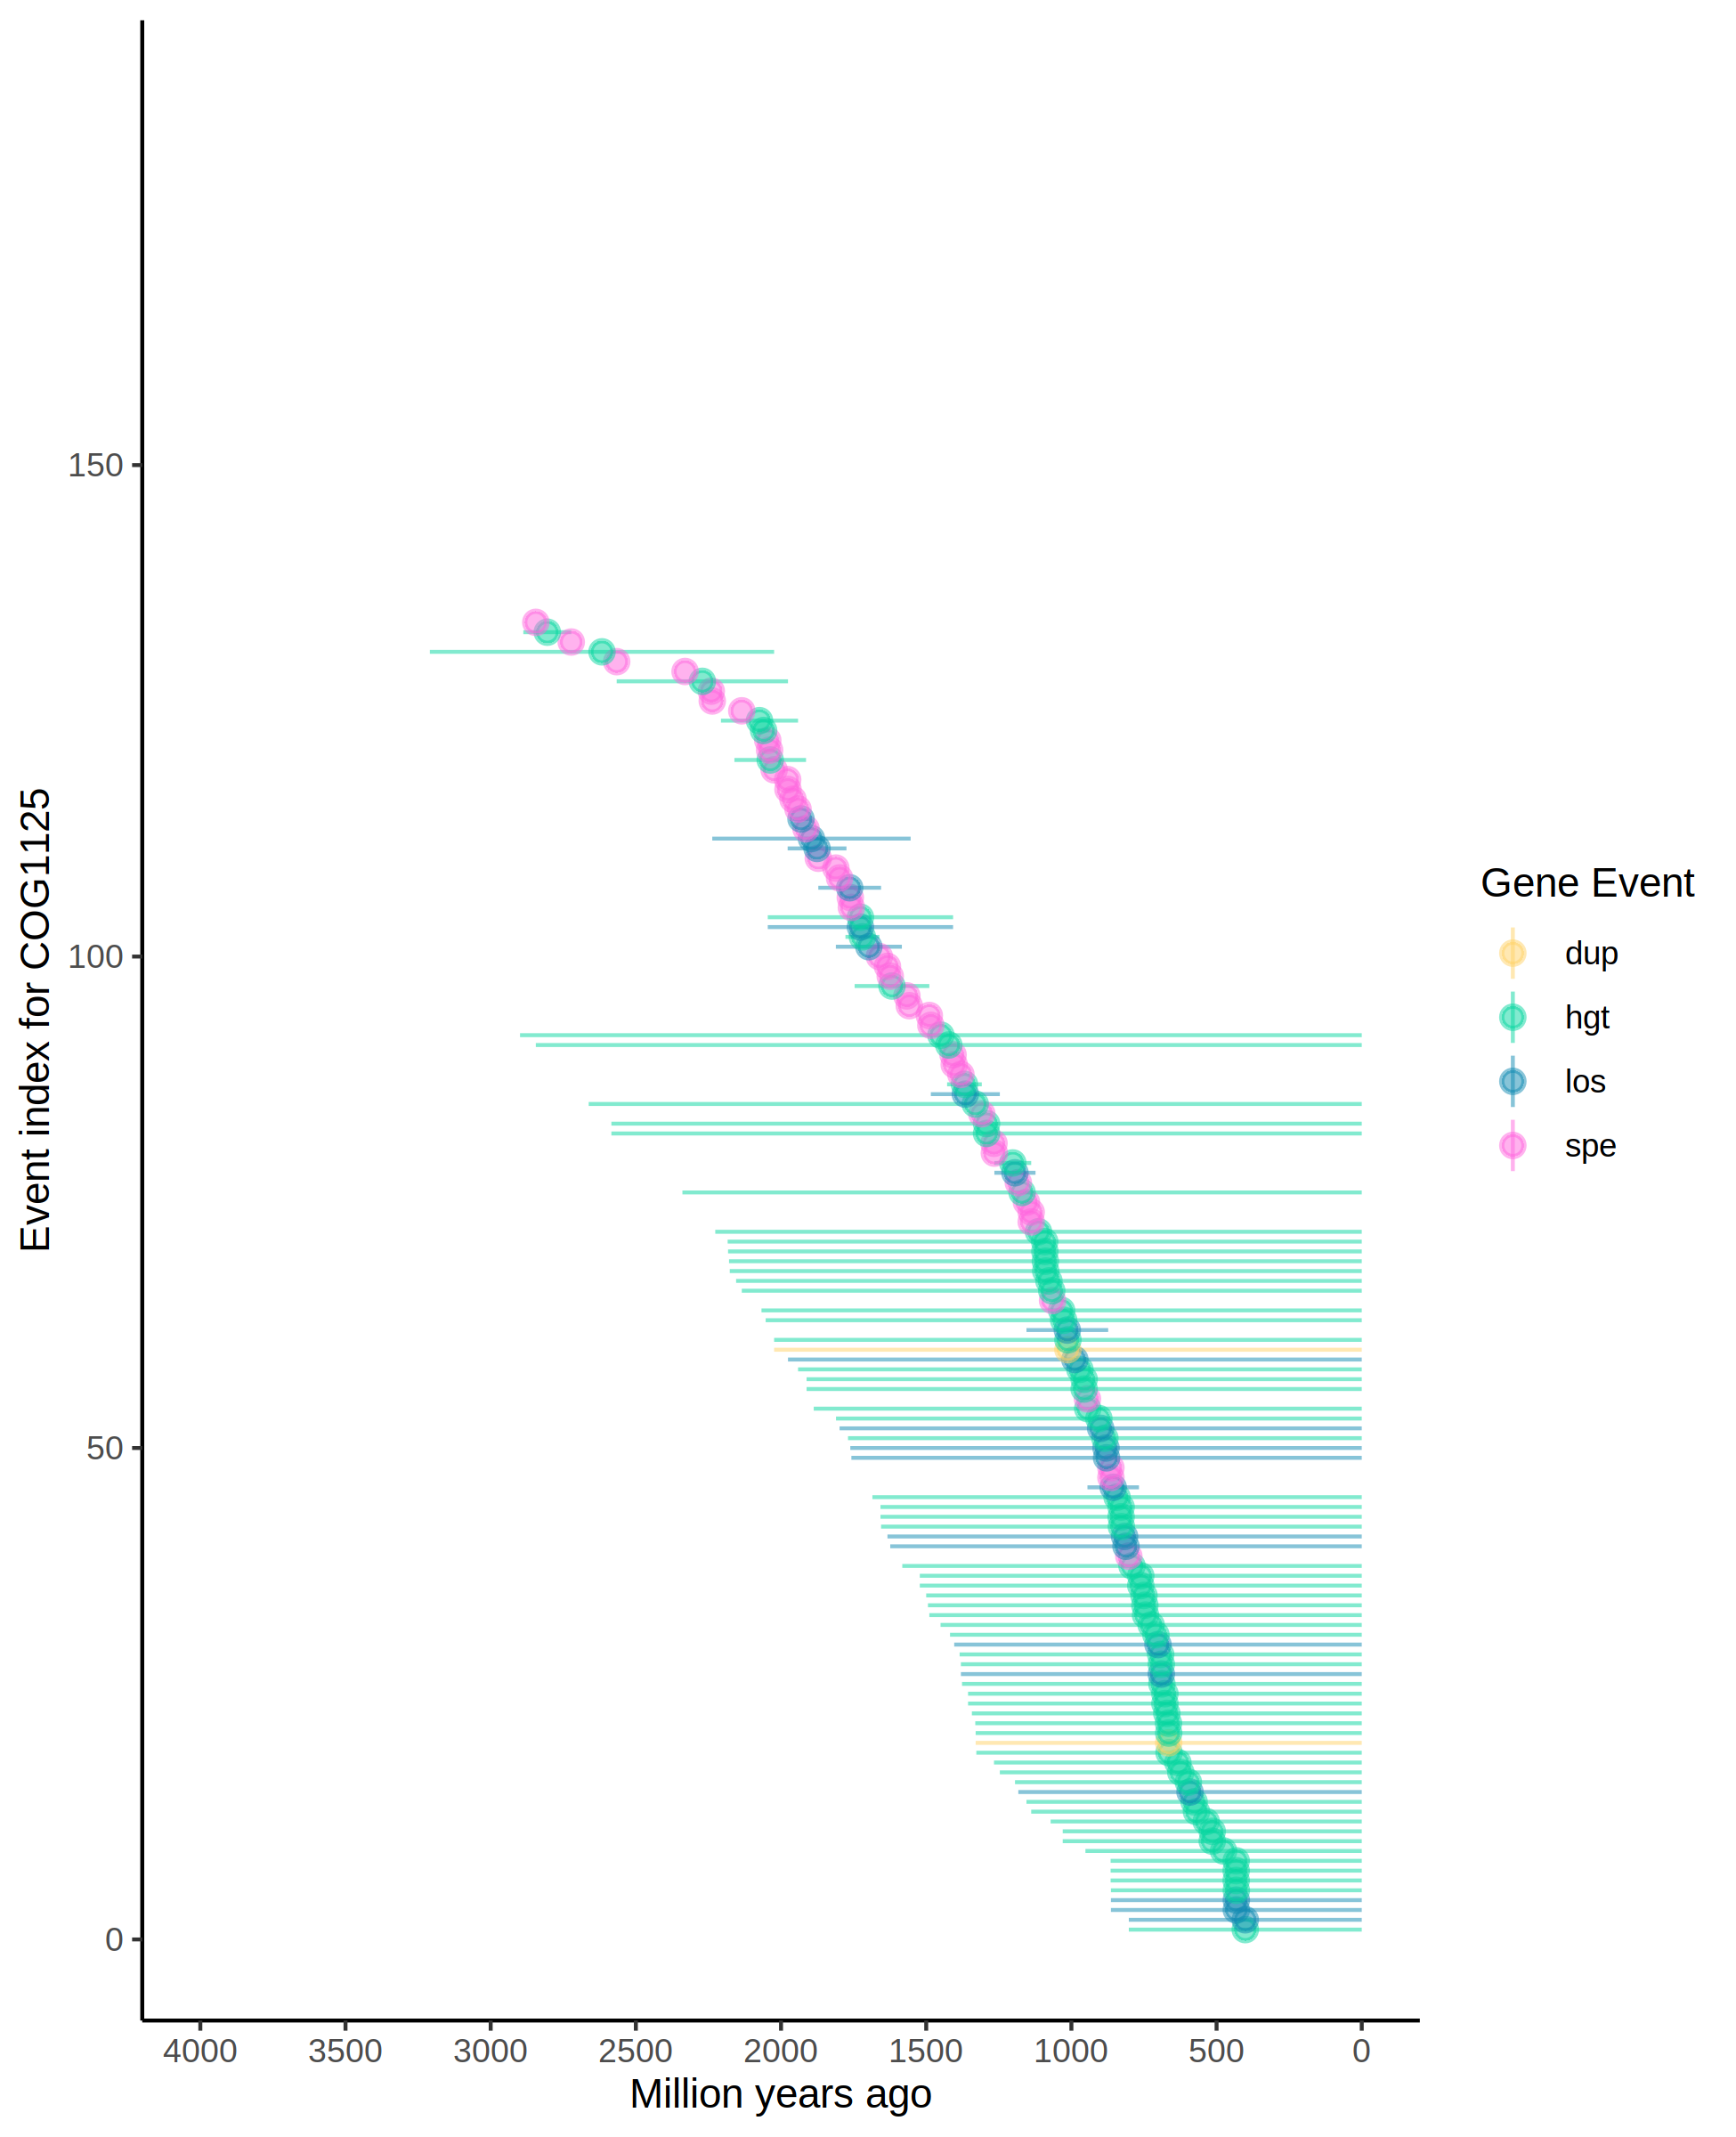 Event index for COG1125
150
100
50
0
4000 3500 3000 2500 2000 1500 1000 500 0
Million years ago
Gene Event
dup
hgt
los
spe